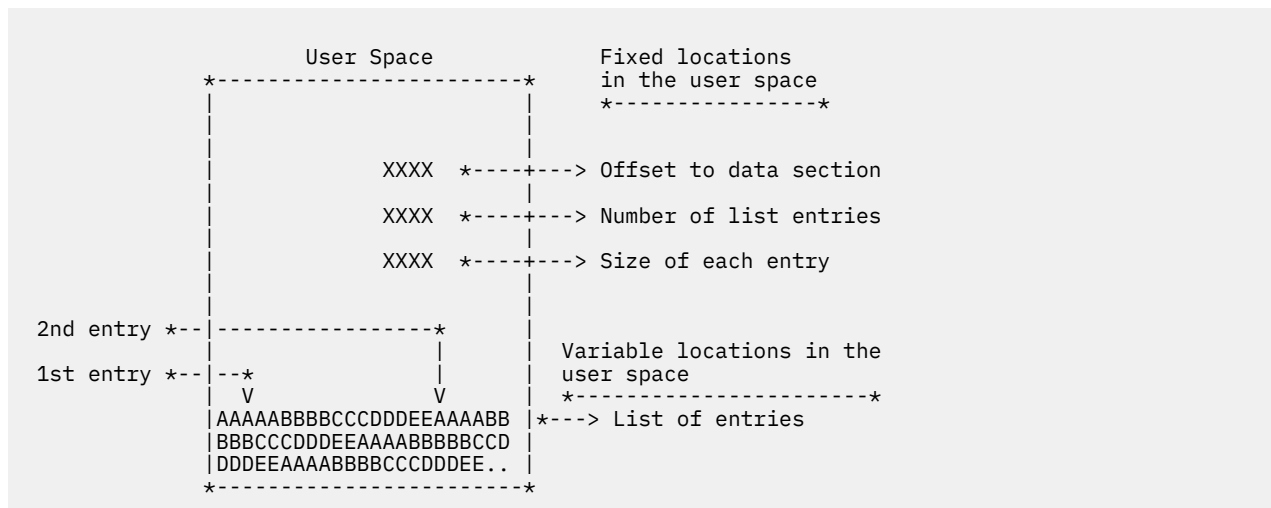 User Space Fixed locations
*------------------------* in the user space
| | *----------------*
| |
| |
| XXXX *----+---> Offset to data section
| |
| XXXX *----+---> Number of list entries
| |
| XXXX *----+---> Size of each entry
| |
| |
2nd entry *--|-----------------* |
| | | Variable locations in the
1st entry *--|--* | | user space
| V V | *-----------------------*
|AAAAABBBBCCCDDDEEAAAABB |*---> List of entries
|BBBCCCDDDEEAAAABBBBBCCD |
|DDDEEAAAABBBBCCCDDDEE.. |
*------------------------*